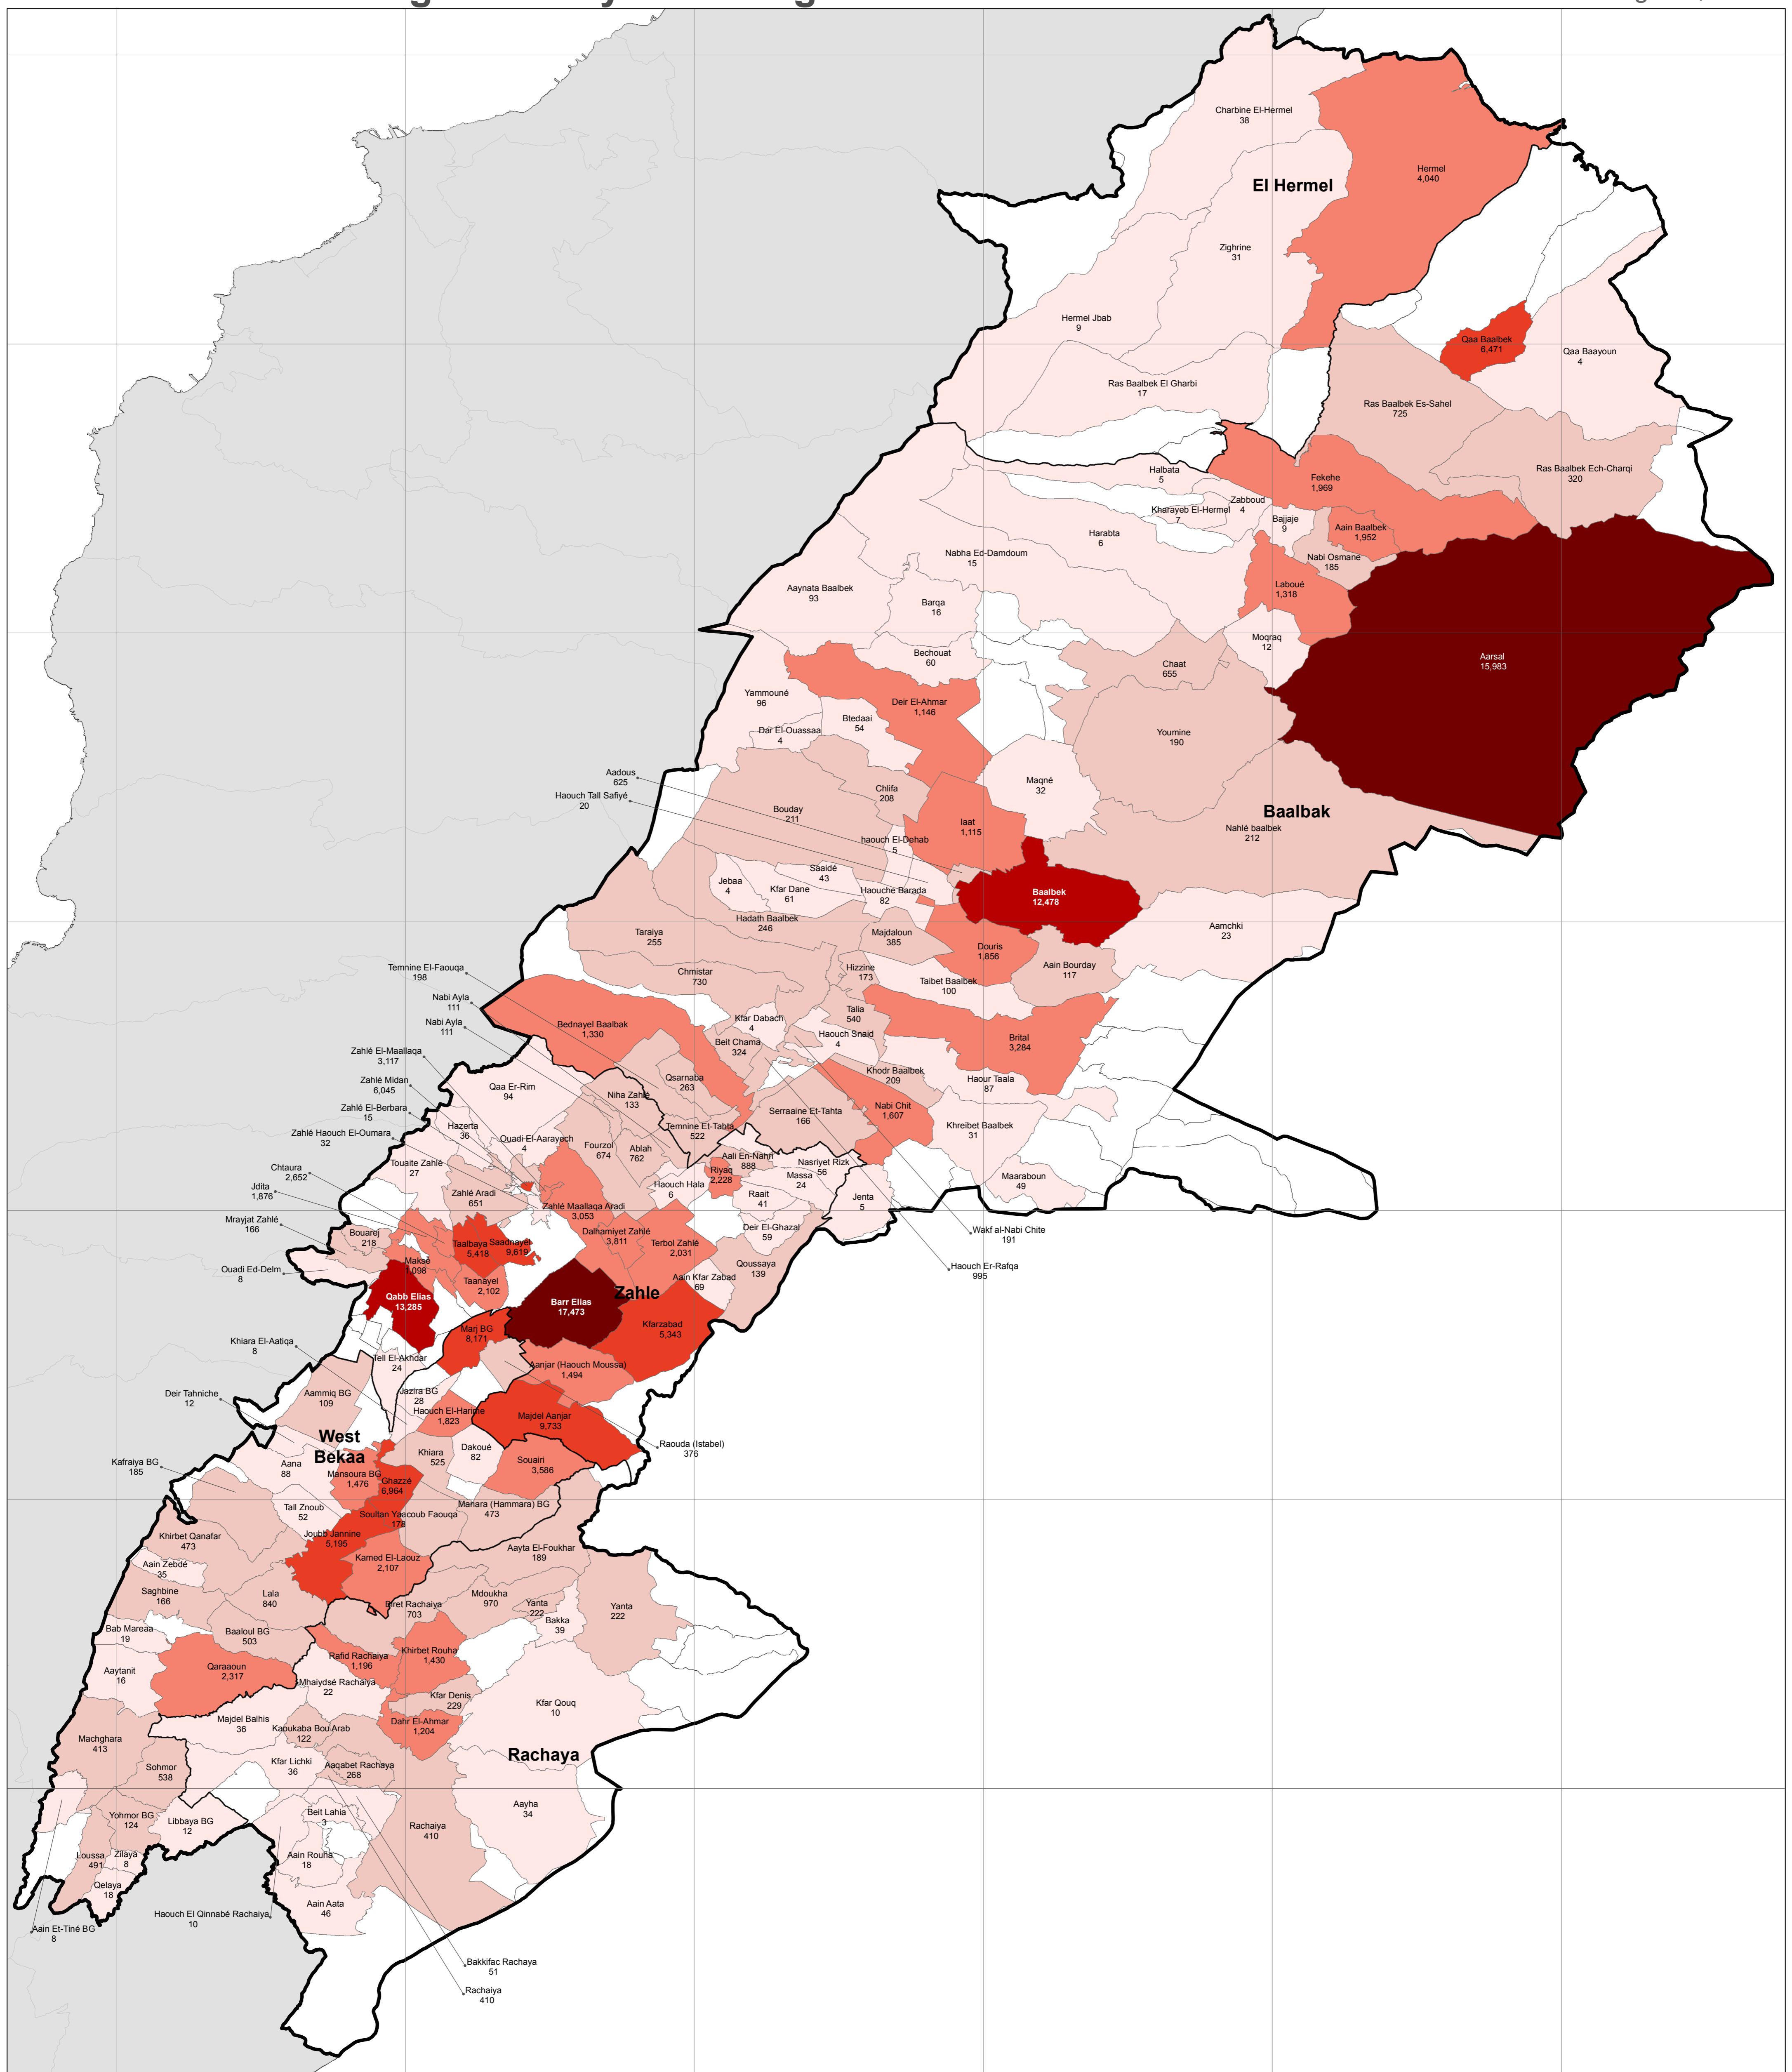 Charbine El-Hermel
38
Hermel
4,040
El Hermel
Zighrine
31
Hermel Jbab
9
Qaa Baalbek
6,471
Qaa Baayoun
4
Ras Baalbek El Gharbi
17
Ras Baalbek Es-Sahel
725
Ras Baalbek Ech-Charqi
320
Halbata
5
Fekehe
1,969
Zabboud
4
Kharayeb El-Hermel
7
Bajjaje
9
Aain Baalbek
1,952
Harabta
6
Nabha Ed-Damdoum
15
Nabi Osmane
185
Laboué
1,318
Aaynata Baalbek
93
Barqa
16
Moqraq
12
Aarsal
15,983
Bechouat
60
Chaat
655
Yammouné
96
Deir El-Ahmar
1,146
Btedaai
54
Dar El-Ouassaa
4
Youmine
190
Aadous
625
Haouch Tall Safiyé
20
Maqné
32
Chlifa
208
Bouday
211
Baalbak
Iaat
1,115
Nahlé baalbek
212
haouch El-Dehab
5
Saaidé
43
Jebaa
4
Kfar Dane
61
Haouche Barada
82
Baalbek
12,478
Hadath Baalbek
246
Taraiya
255
Majdaloun
385
Aamchki
23
Douris
1,856
Aain Bourday
117
Temnine El-Faouqa
198
Chmistar
730
Hizzine
173
Taibet Baalbek
100
Nabi Ayla
111
Nabi Ayla
111
Talia
540
Kfar Dabach
4
Bednayel Baalbak
1,330
Haouch Snaid
4
Brital
3,284
Beit Chama
324
Zahlé El-Maallaqa
3,117
Khodr Baalbek
209
Haour Taala
87
Qsarnaba
263
Zahlé Midan
6,045
Qaa Er-Rim
94
Niha Zahlé
133
Nabi Chit
1,607
Serraaine Et-Tahta
166
Zahlé El-Berbara
15
Hazerta
36
Temnine Et-Tahta
522
Khreibet Baalbek
31
Zahlé Haouch El-Oumara
32
Ouadi El-Aarayech
4
Fourzol
674
Ablah
762
Aali En-Nahri
888
Nasriyet Rizk
56
Touaite Zahlé
27
Riyaq
2,228
Massa
24
Maaraboun
49
Chtaura
2,652
Haouch Hala
6
Raait
41
Jenta
5
Zahlé Aradi
651
Jdita
1,876
Zahlé Maallaqa Aradi
3,053
Mrayjat Zahlé
166
Bouarej
218
Dalhamiyet Zahlé
3,811
Deir El-Ghazal
59
Wakf al-Nabi Chite
191
Taalbaya
5,418
Saadnayel
9,619
Terbol Zahlé
2,031
Maksé
1,098
Qoussaya
139
Haouch Er-Rafqa
995
Ouadi Ed-Delm
8
Taanayel
2,102
Aain Kfar Zabad
69
Zahle
Qabb Elias
13,285
Barr Elias
17,473
Kfarzabad
5,343
Marj BG
8,171
Khiara El-Aatiqa
8
Tell El-Akhdar
24
Aanjar (Haouch Moussa)
1,494
Deir Tahniche
12
Aammiq BG
109
Jazira BG
28
Haouch El-Harime
1,823
Majdel Aanjar
9,733
West
Bekaa
Raouda (Istabel)
376
Khiara
525
Dakoué
82
Souairi
3,586
Kafraiya BG
185
Aana
88
Mansoura BG
1,476
Ghazzé
6,964
Tall Znoub
52
Manara (Hammara) BG
473
Soultan Yaacoub Faouqa
178
Khirbet Qanafar
473
Joubb Jannine
5,195
Aayta El-Foukhar
189
Kamed El-Laouz
2,107
Aain Zebdé
35
Saghbine
166
Lala
840
Mdoukha
970
Biret Rachaiya
703
Yanta
222
Yanta
222
Bakka
39
Bab Mareaa
19
Baaloul BG
503
Khirbet Rouha
1,430
Rafid Rachaiya
1,196
Qaraaoun
2,317
Aaytanit
16
Mhaiydsé Rachaiya
22
Kfar Denis
229
Kfar Qouq
10
Majdel Balhis
36
Kaoukaba Bou Arab
122
Dahr El-Ahmar
1,204
Machghara
413
Rachaya
Kfar Lichki
36
Aaqabet Rachaya
268
Sohmor
538
Aayha
34
Yohmor BG
124
Libbaya BG
12
Beit Lahia
3
Rachaiya
410
Loussa
491
Zilaya
8
Aain Rouha
18
Qelaya
18
Aain Aata
46
Haouch El Qinnabé Rachaiya
10
Aain Et-Tiné BG
8
Bakkifac Rachaya
51
Rachaiya
410